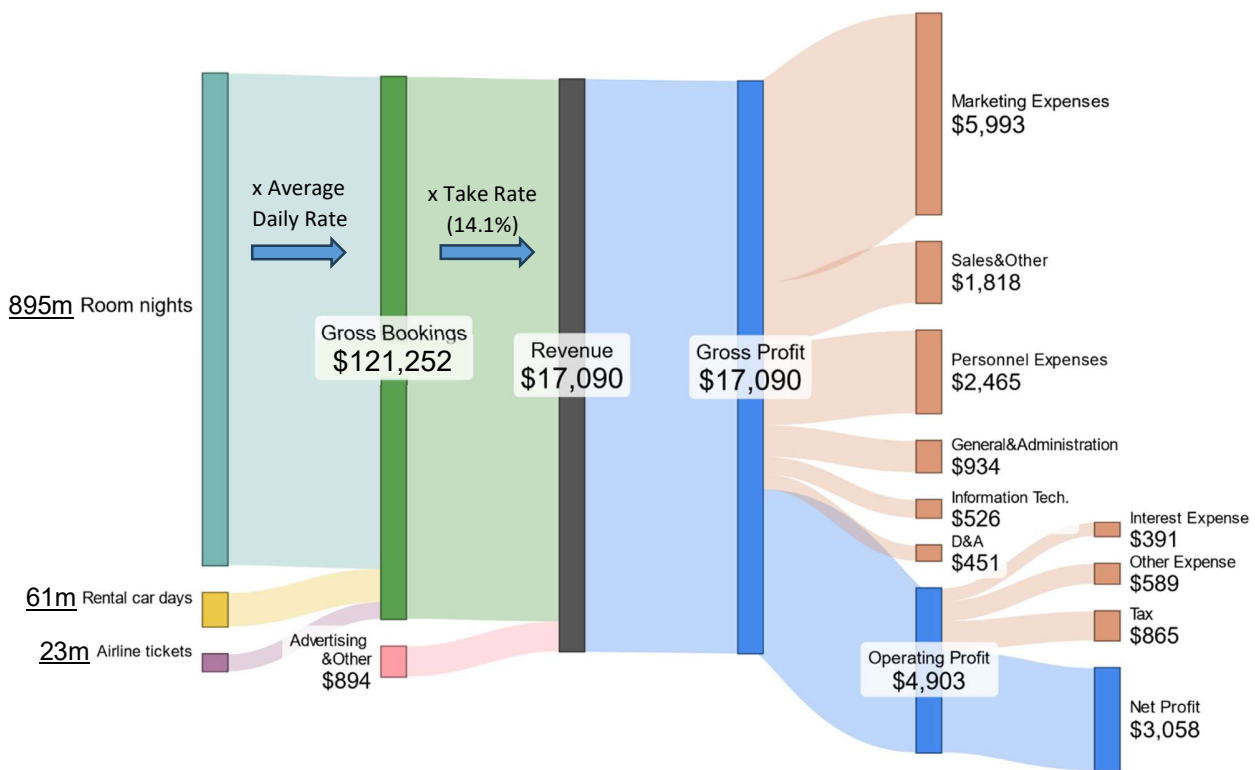 x Average
Daily Rate
x Take Rate
(14.1%)
895m Room nights
61m Rental car days
23m Airline tickets
Gross Bookings
$121,252
Advertising
&Other
$894
Revenue
$17,090
Gross Profit
$17,090
Marketing Expenses
$5,993
Sales&Other
$1,818
Personnel Expenses
$2,465
General&Administration
$934
Information Tech.
$526
D&A
$451
Operating Profit
$4,903
Interest Expense
$391
Other Expense
$589
Tax
$865
Net Profit
$3,058